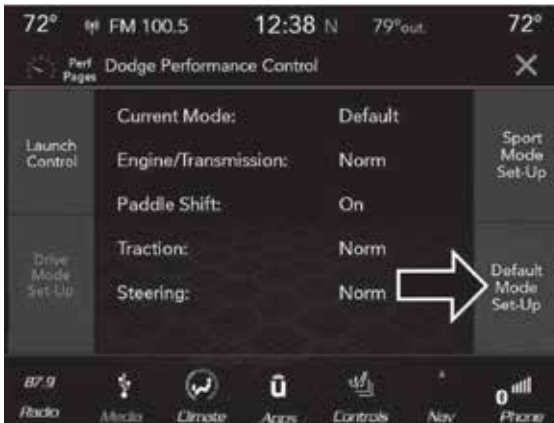 72° FM 100.5 12:38 N 79°out. 72°
Perf Pages Dodge Performance Control
Current Mode: Default
Launch Control
Engine/Transmission: Norm
Sport Mode Set-Up
Paddle Shift: On
Traction: Norm
Drive Mode Set-Up
Steering: Norm
Default Mode Set-Up
87.9
Radio Media Climate Apps Controls Nav 0 Phone